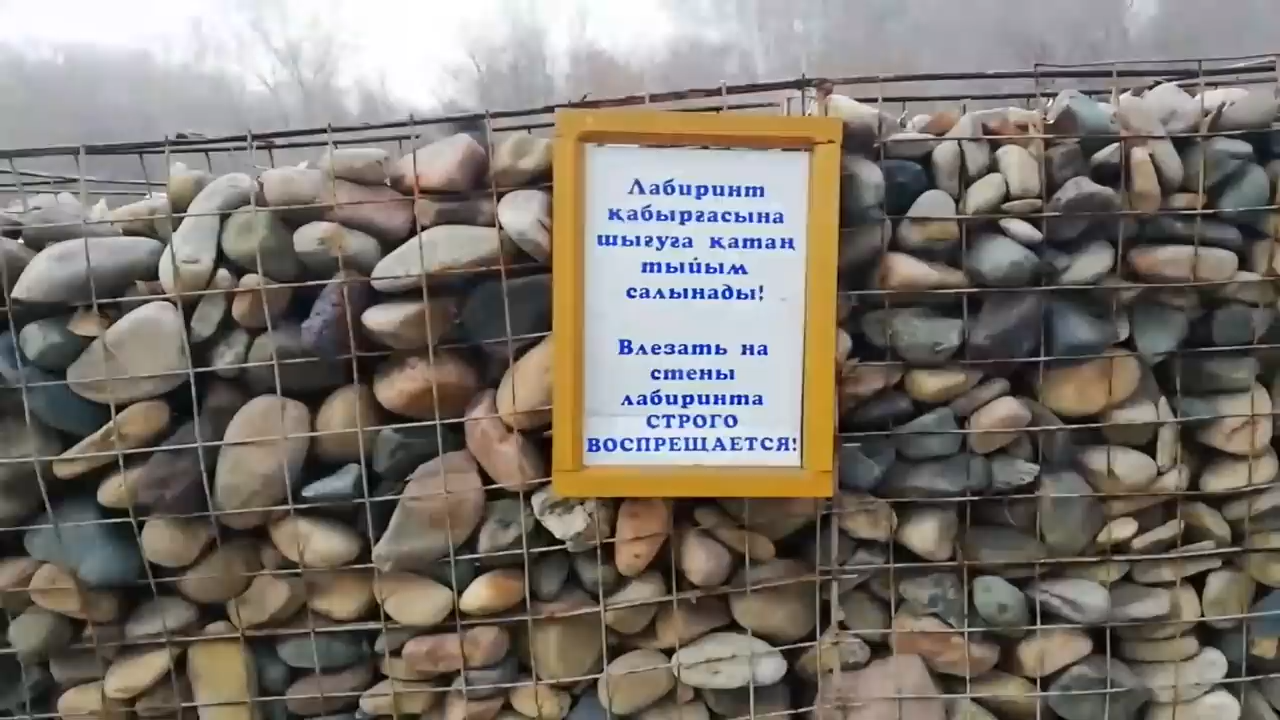 Лабиринт
қабырғасына
шығуға қатаң
тыйым
салынады!
Влезать на
стены
лабиринта
СТРОГО
ВОСПРЕЩАЕТСЯ!